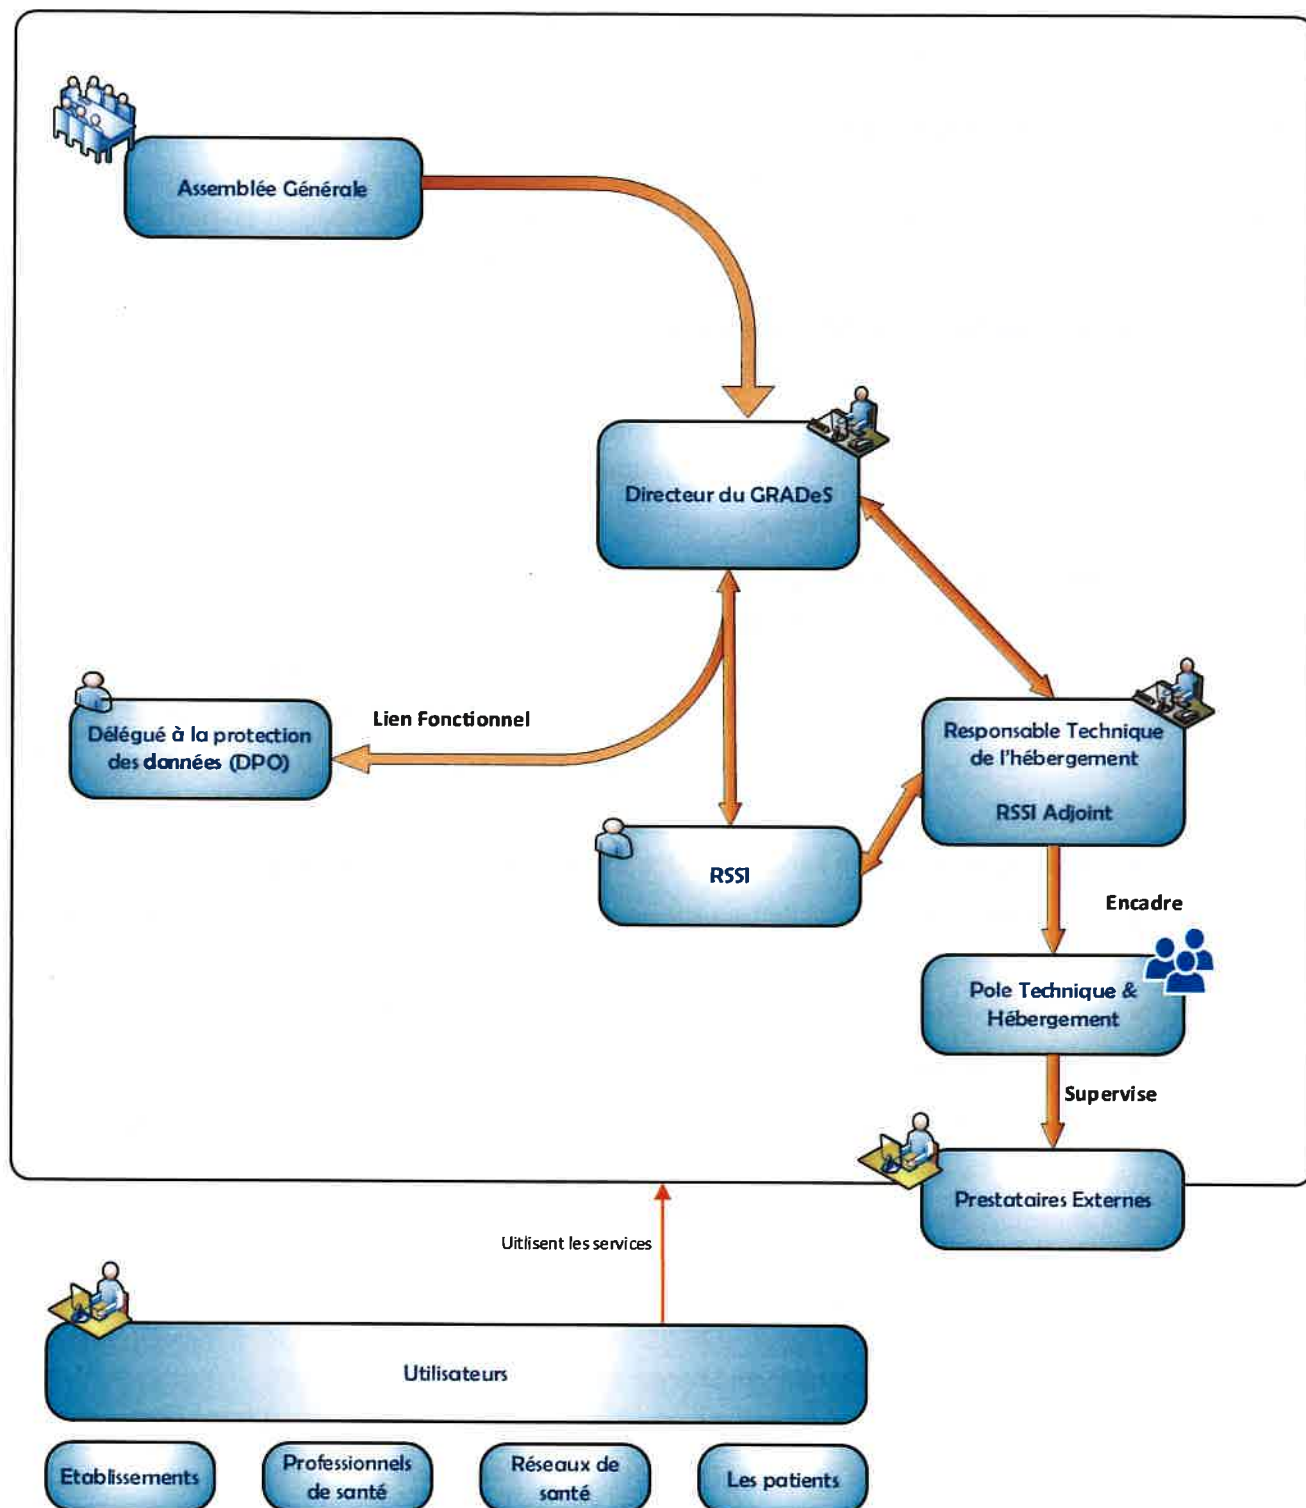 Assemblée Générale
Directeur du GRADeS
Lien Fonctionnel
Délégué à la protection
des données (DPO)
Responsable Technique
de l'hébergement
RSSI Adjoint
RSSI
Encadre
Pole Technique &
Hébergement
Supervise
Prestataires Externes
Uitlisent les services
Utilisateurs
Etablissements
Professionnels
de santé
Réseaux de
santé
Les patients